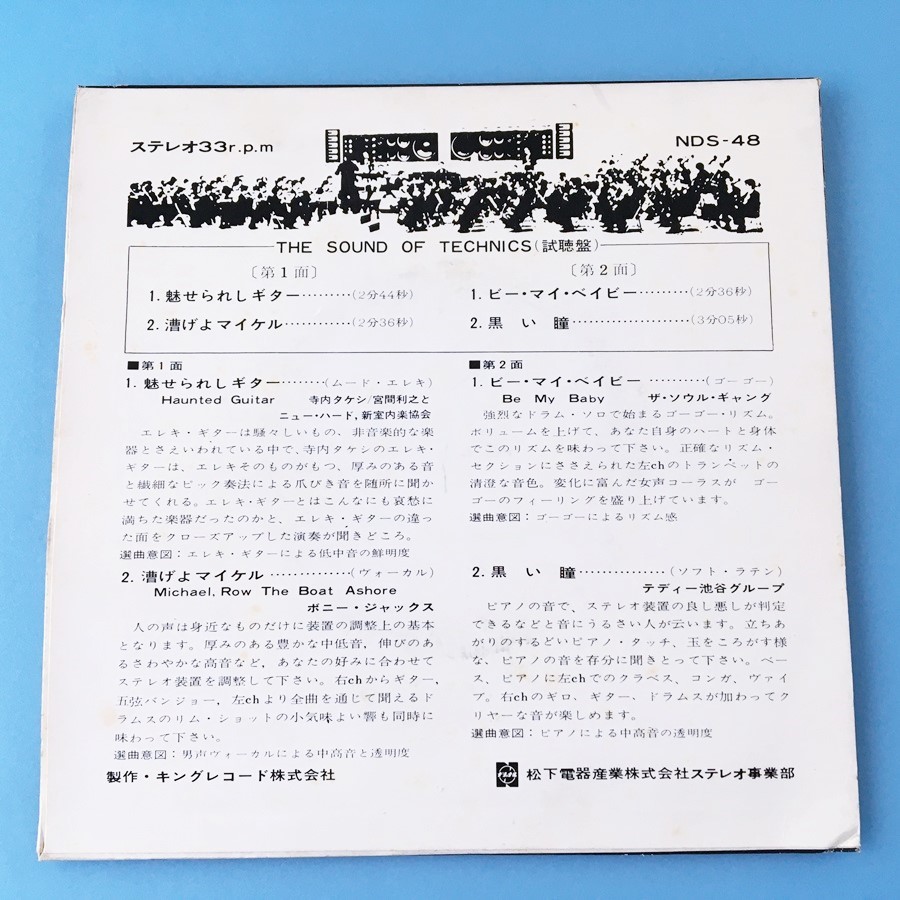 ステレオ33r.p.m
NDS-48
THE SOUND OF TECHNICS(試聴盤)
〔第1面〕
1. 魅せられしギター………(2分44秒)
2. 漕げよマイケル…………(2分36秒)
〔第2面〕
1. ビー・マイ・ベイビー………(2分36秒)
2. 黒い瞳…………………(3分05秒)
■第1面
1. 魅せられしギター………(ムード・エレキ)
Haunted Guitar 寺内タケシ/宮間利之と
ニュー・ハード, 新室内楽協会
エレキ・ギターは騒々しいもの、非音楽的な楽
器とさえいわれている中で、寺内タケシのエレキ・
ギターは、エレキそのものがもつ、厚みのある音
と繊細なピック奏法による爪びき音を随所に聞か
せてくれる。エレキ・ギターとはこんなにも哀愁に
満ちた楽器だったのかと、エレキ・ギターの違っ
た面をクローズアップした演奏が聞きどころ。
選曲意図：エレキ・ギターによる低中音の鮮明度
2. 漕げよマイケル……………(ヴォーカル)
Michael, Row The Boat Ashore
ボニー・ジャックス
人の声は身近なものだけに装置の調整上の基本
となります。厚みのある豊かな中低音、伸びのあ
るさわやかな高音など、あなたの好みに合わせて
ステレオ装置を調整して下さい。右chからギター、
五弦バンジョー、左chより全曲を通じて聞えるド
ラムスのリム・ショットの小気味よい響も同時に
味わって下さい。
選曲意図：男声ヴォーカルによる中高音と透明度
製作・キングレコード株式会社
■第2面
1. ビー・マイ・ベイビー………(ゴーゴー)
Be My Baby ザ・ソウル・ギャング
強烈なドラム・ソロで始まるゴーゴー・リズム。
ボリュームを上げて、あなた自身のハートと身体
でこのリズムを味わって下さい。正確なリズム・
セクションにささえられた左chのトランペットの
清澄な音色。変化に富んだ女声コーラスが ゴー
ゴーのフィーリングを盛り上げています。
選曲意図：ゴーゴーによるリズム感
2. 黒い瞳……………(ソフト・ラテン)
テディー池谷グループ
ピアノの音で、ステレオ装置の良し悪しが判定
できるなどと音にうるさい人が云います。立ちあ
がりのするどいピアノ・タッチ、玉をころがす様
な、ピアノの音を存分に聞きとって下さい。ベー
ス、ピアノに左chでのクラベス、コンガ、ヴァイ
ブ。右chのギロ、ギター、ドラムスが加わってク
リヤーな音が楽しめます。
選曲意図：ピアノによる中高音の透明度
松下電器産業株式会社ステレオ事業部